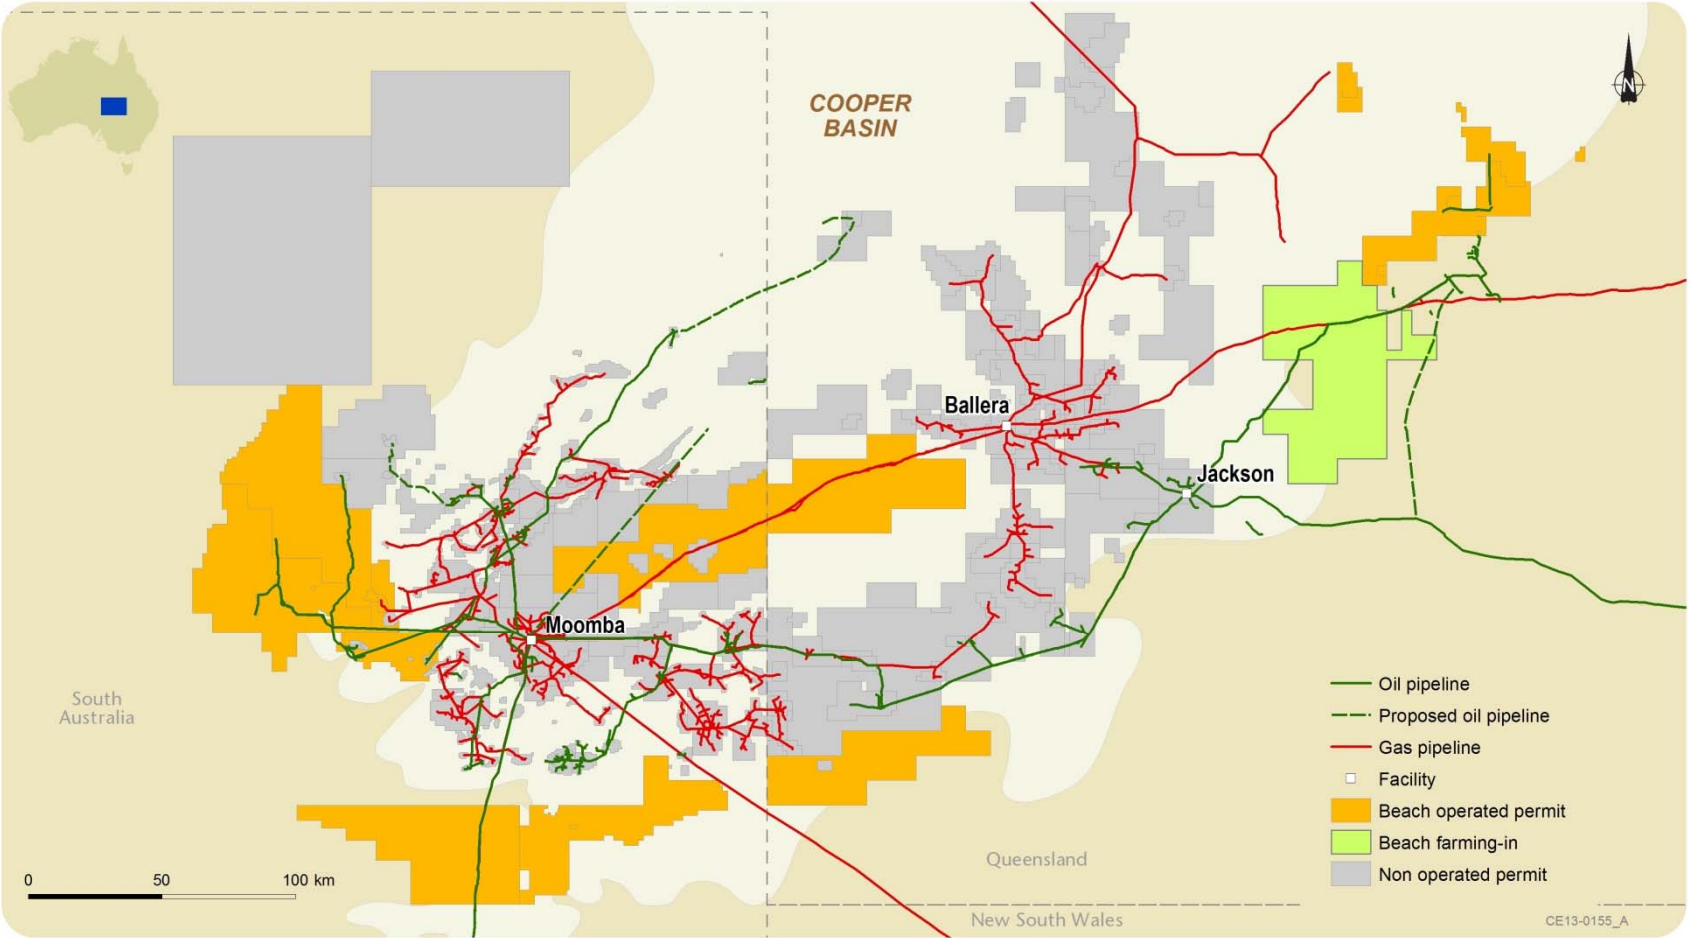 COOPER
BASIN
N
Ballera
Jackson
Moomba
South
Australia
Oil pipeline
Proposed oil pipeline
Gas pipeline
Facility
Beach operated permit
Beach farming-in
Non operated permit
Queensland
0 50 100 km
New South Wales
CE13-0155_A